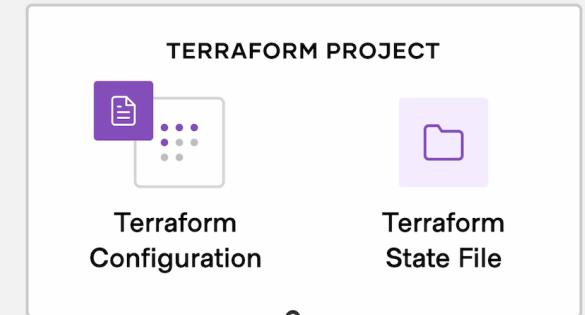 TERRAFORM PROJECT
Terraform
Configuration
Terraform
State File